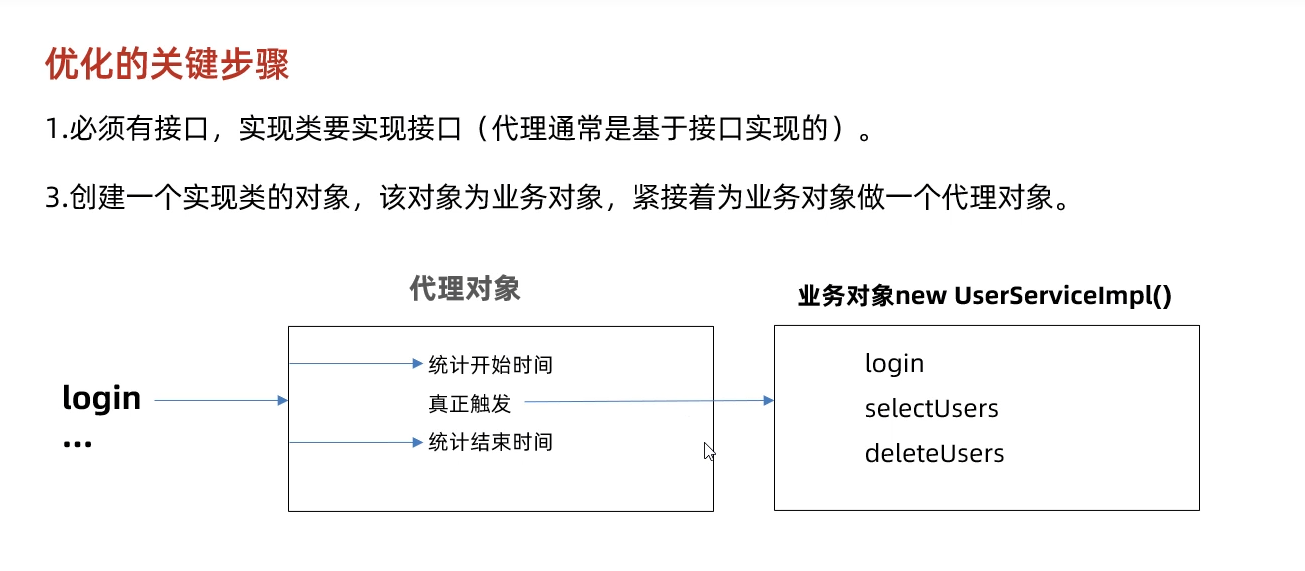 优化的关键步骤
1.必须有接口，实现类要实现接口（代理通常是基于接口实现的）。
3.创建一个实现类的对象，该对象为业务对象，紧接着为业务对象做一个代理对象。
代理对象
业务对象new UserServiceImpl()
login
...
统计开始时间
真正触发
统计结束时间
login
selectUsers
deleteUsers